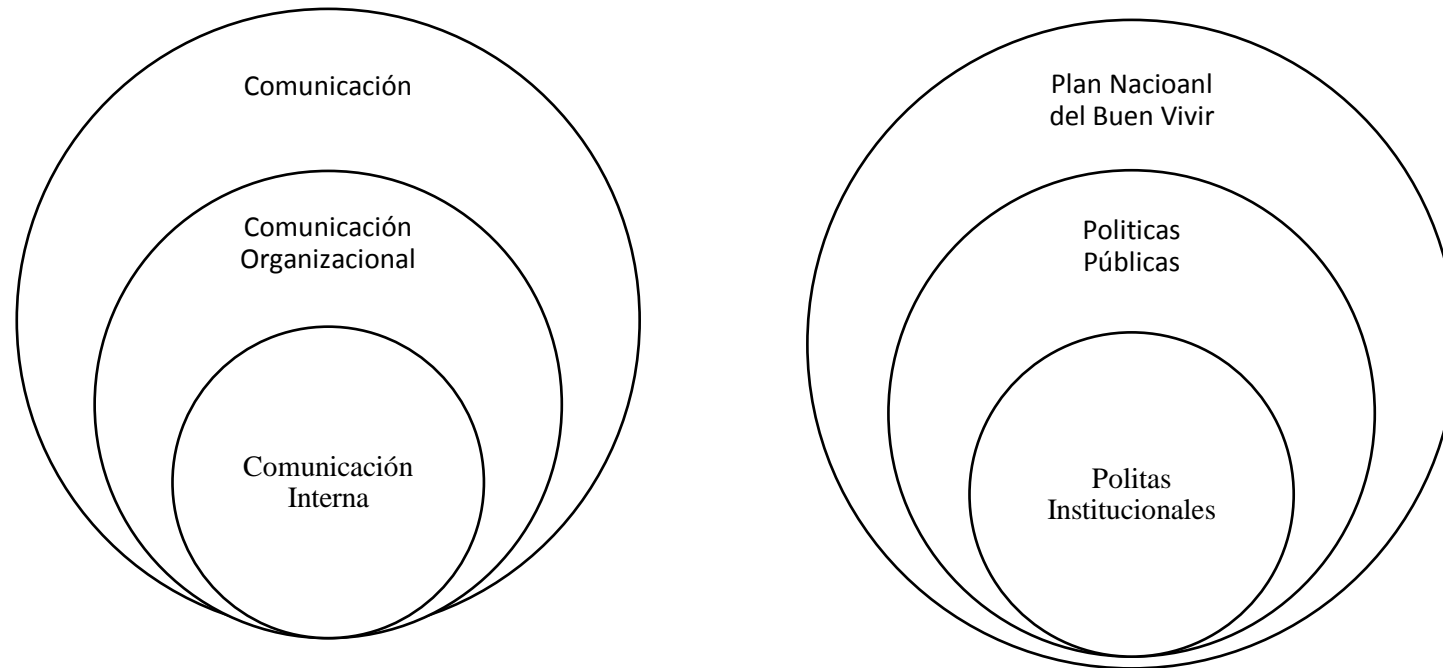 Comunicación
Comunicación
Organizacional
Comunicación
Interna
Plan Nacioanl
del Buen Vivir
Politicas
Públicas
Politas
Institucionales